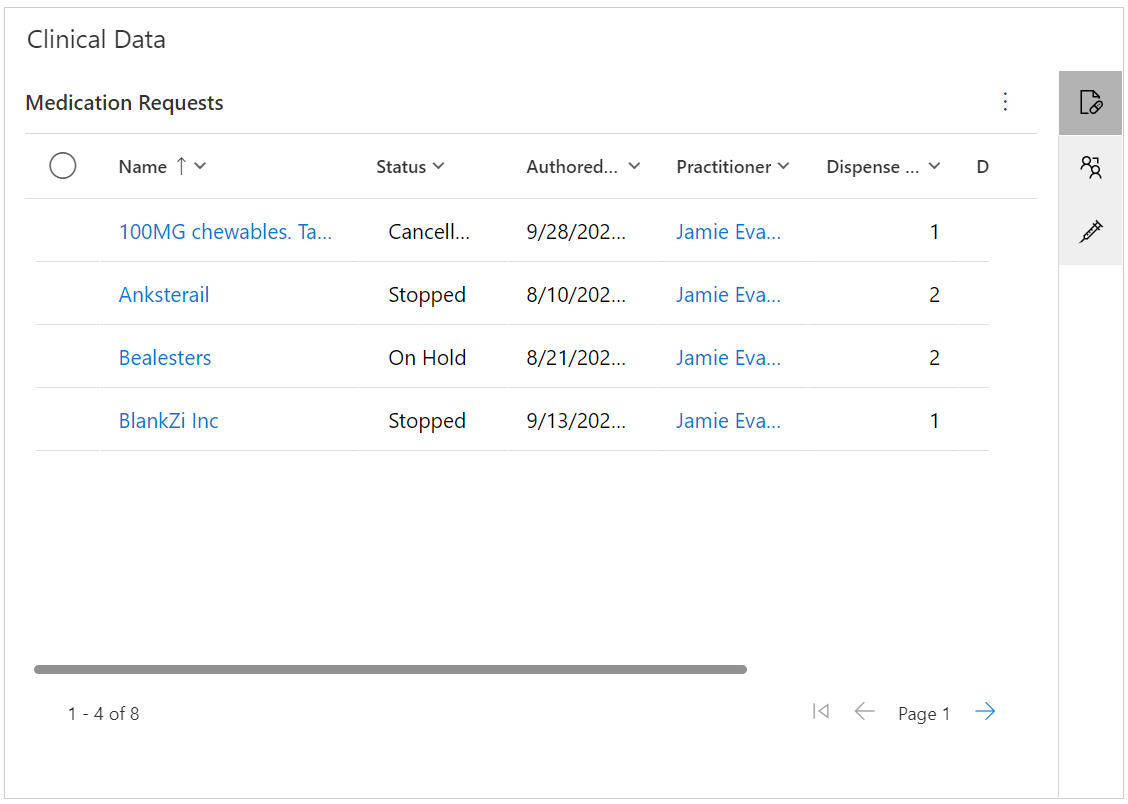 Clinical Data
Medication Requests
Name Status Authored... Practitioner Dispense ... D
100MG chewables. Ta... Cancell... 9/28/202... Jamie Eva... 1
Anksterail Stopped 8/10/202... Jamie Eva... 2
Bealesters On Hold 8/21/202... Jamie Eva... 2
BlankZi Inc Stopped 9/13/202... Jamie Eva... 1
1 - 4 of 8 Page 1